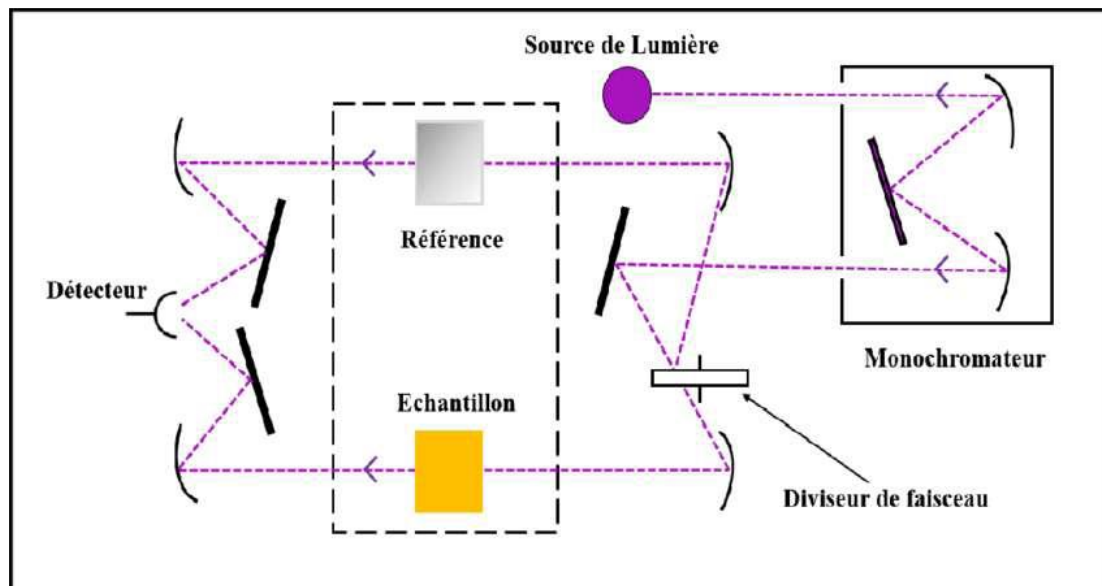 Source de Lumière
Référence
Détecteur
Monochromateur
Echantillon
Diviseur de faisceau